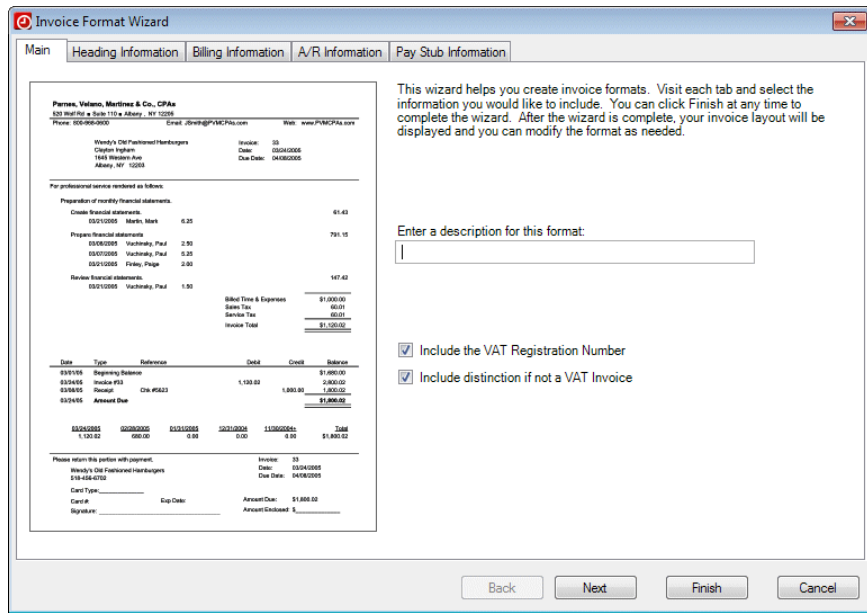 Invoice Format Wizard
Main Heading Information Billing Information A/R Information Pay Stub Information
Parnes, Velano, Martinez & Co., CPAs
520 Wolf Rd ■ Suite 110 ■ Albany , NY 12205
Phone: 800-968-0600 Email: JSmith@PVMCPAs.com Web: www.PVMCPAs.com
Wendy's Old Fashioned Hamburgers Invoice: 33
Clayton Ingham Date: 03/24/2005
1645 Western Ave Due Date: 04/08/2005
Albany, NY 12203
For professional service rendered as follows:
Preparation of monthly financial statements.
Create financial statements. 61.43
03/21/2005 Martin, Mark 6.25
Prepare financial statements 791.15
03/06/2005 Vuchinsky, Paul 2.50
03/07/2005 Vuchinsky, Paul 5.25
03/21/2005 Finley, Paige 2.00
Review financial statements. 147.42
03/21/2005 Vuchinsky, Paul 1.50
Billed Time & Expenses $1,000.00
Sales Tax 60.01
Service Tax 60.01
Invoice Total $1,120.02
Date Type Reference Debit Credit Balance
03/01/05 Beginning Balance $1,680.00
03/24/05 Invoice #33 1,120.02 2,800.02
03/08/05 Receipt Chk #5623 1,000.00 1,800.02
03/24/05 Amount Due $1,800.02
03/24/2005 02/28/2005 01/31/2005 12/31/2004 11/30/2004+ Total
1,120.02 680.00 0.00 0.00 0.00 $1,800.02
Please return this portion with payment. Invoice: 33
Wendy's Old Fashioned Hamburgers Date: 03/24/2005
518-456-6702 Due Date: 04/08/2005
Card Type:
Card #: Exp Date: Amount Due: $1,800.02
Signature: Amount Enclosed: $
This wizard helps you create invoice formats. Visit each tab and select the
information you would like to include. You can click Finish at any time to
complete the wizard. After the wizard is complete, your invoice layout will be
displayed and you can modify the format as needed.
Enter a description for this format:
Include the VAT Registration Number
Include distinction if not a VAT Invoice
Back Next Finish Cancel